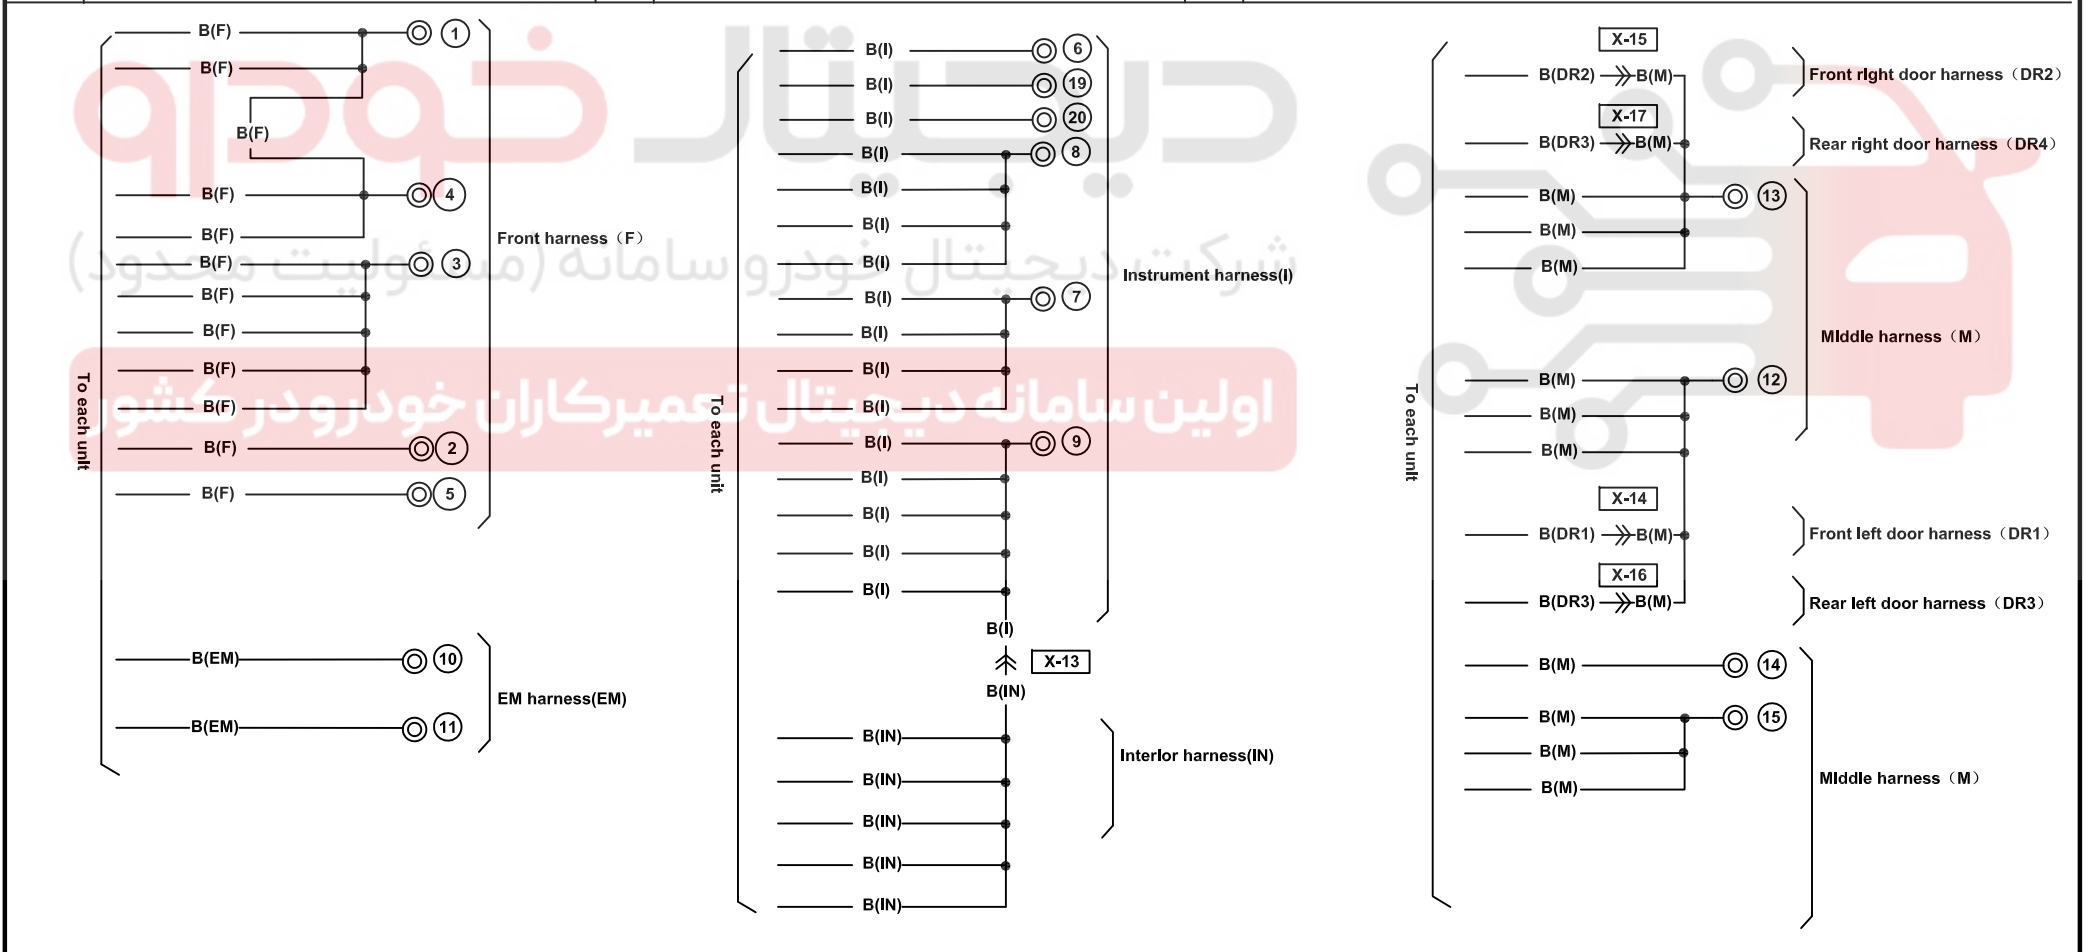 B(F) 1
B(F)
B(F)
B(F) 4
B(F)
B(F) 3
B(F)
B(F)
B(F)
B(F)
B(F) 2
B(F) 5
To each unit
Front harness（F）
B(EM) 10
B(EM) 11
EM harness(EM)
B(I) 6
B(I) 19
B(I) 20
B(I) 8
B(I)
B(I)
B(I)
B(I) 7
B(I)
B(I)
B(I)
B(I) 9
B(I)
B(I)
B(I)
B(I)
To each unit
Instrument harness(I)
B(I)
X-13
B(IN)
B(IN)
B(IN)
B(IN)
B(IN)
B(IN)
Interior harness(IN)
X-15
B(DR2) B(M)
Front right door harness（DR2）
X-17
B(DR3) B(M)
Rear right door harness（DR4）
B(M) 13
B(M)
B(M)
Middle harness（M）
B(M) 12
B(M)
B(M)
To each unit
X-14
B(DR1) B(M)
Front left door harness（DR1）
X-16
B(DR3) B(M)
Rear left door harness（DR3）
B(M) 14
B(M) 15
B(M)
B(M)
Middle harness（M）
دیجیتال خودرو
شرکت دیجیتال خودرو سامانه (مسئولیت محدود)
اولین سامانه دیجیتال تعمیرکاران خودرو در کشور